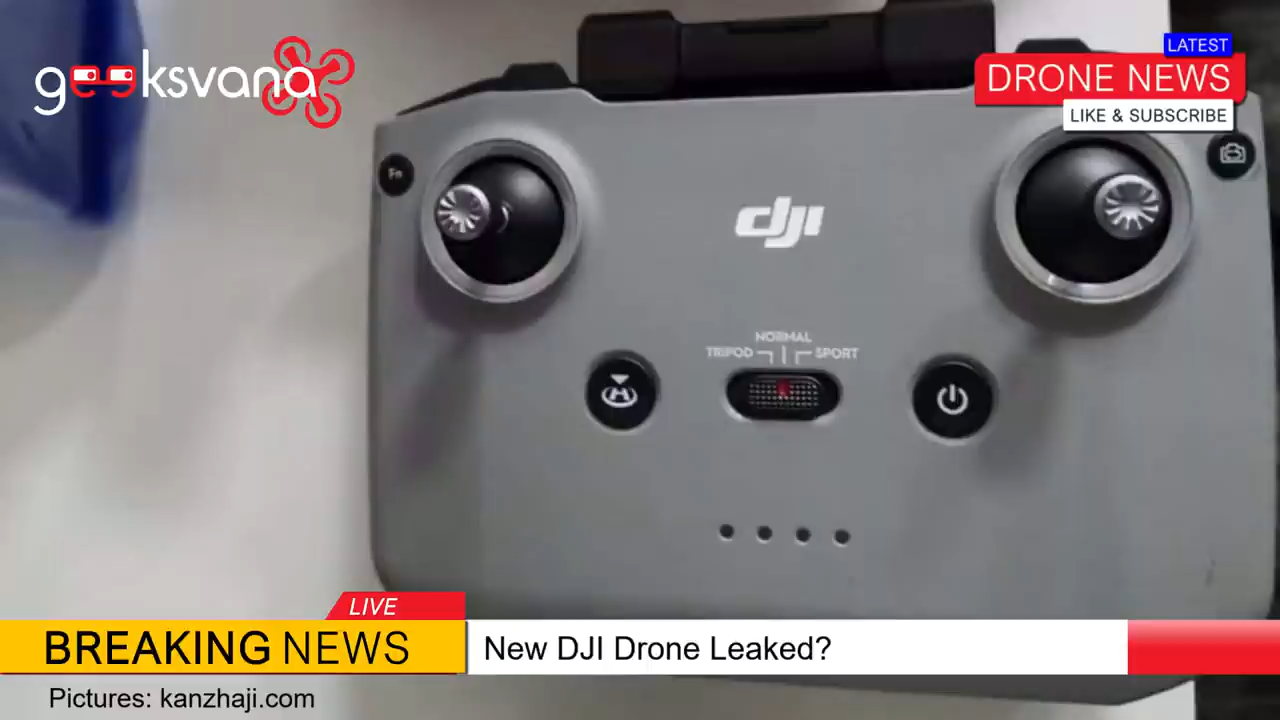 geeksvana
LATEST
DRONE NEWS
LIKE & SUBSCRIBE
Fn
dji
NORMAL
TRIPOD
SPORT
H
LIVE
BREAKING NEWS
New DJI Drone Leaked?
Pictures: kanzhaji.com